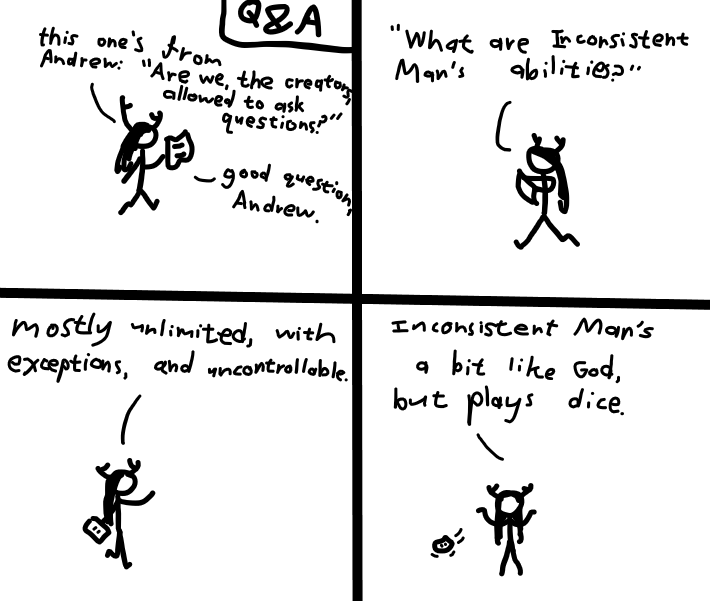 Q&A
this one's from
Andrew: "Are we, the creators,
allowed to ask
questions?"
good question,
Andrew.
"What are Inconsistent
Man's abilities?"
mostly unlimited, with
exceptions, and uncontrollable.
Inconsistent Man's
a bit like God,
but plays dice.